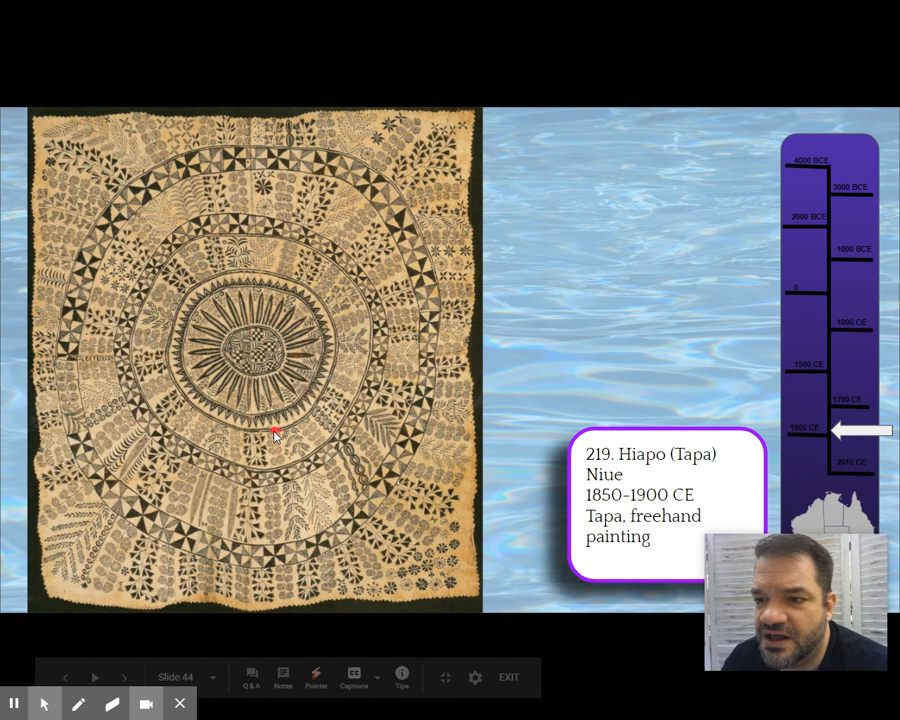 4000 BCE
3000 BCE
2000 BCE
1000 BCE
0
1000 CE
1500 CE
1700 CE
1900 CE
2010 CE
219. Hiapo (Tapa)
Niue
1850-1900 CE
Tapa, freehand
painting
Slide 44
Q & A
Notes
Pointer
CC
Captions
Tips
EXIT